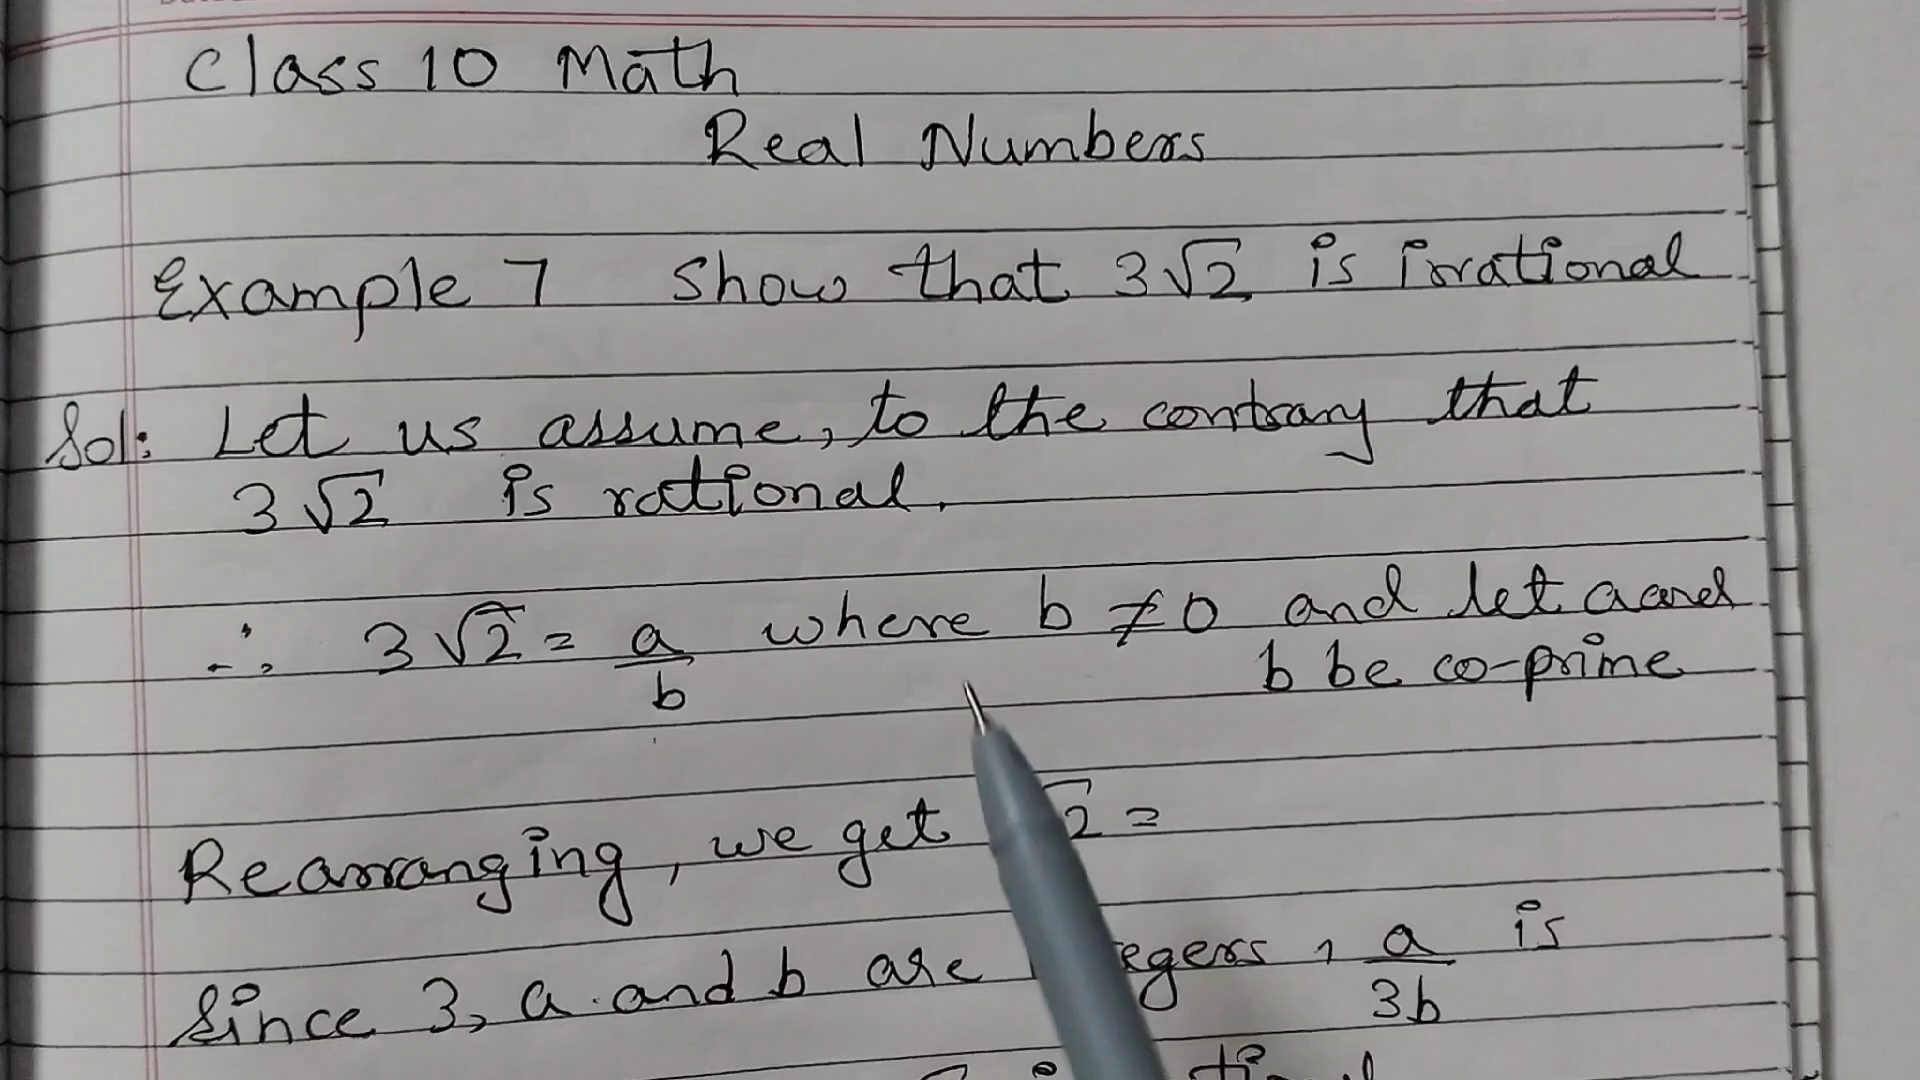 Class 10 Math
Real Numbers
Example 7 Show that 3√2 is irrational
Sol: Let us assume, to the contrary that
3√2 is rational.
∴ 3√2 = a/b where b ≠ 0 and let a and
b be co-prime
Rearranging, we get √2 =
Since 3, a and b are a/3b is